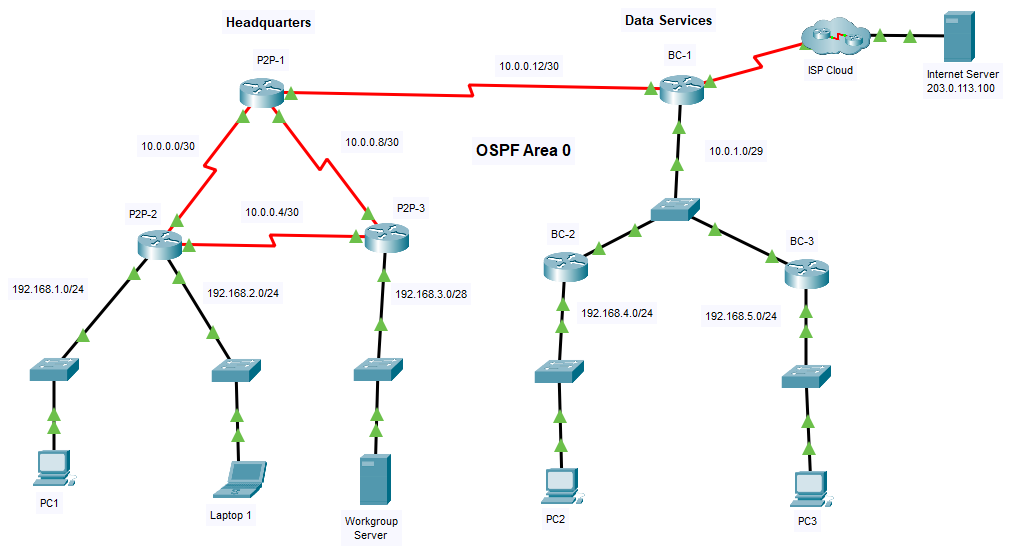 Headquarters
Data Services
P2P-1
BC-1
10.0.0.12/30
ISP Cloud
Internet Server
203.0.113.100
10.0.0.0/30
10.0.0.8/30
OSPF Area 0
10.0.1.0/29
P2P-2
10.0.0.4/30
P2P-3
BC-2
BC-3
192.168.1.0/24
192.168.2.0/24
192.168.3.0/28
192.168.4.0/24
192.168.5.0/24
PC1
Laptop 1
Workgroup
Server
PC2
PC3